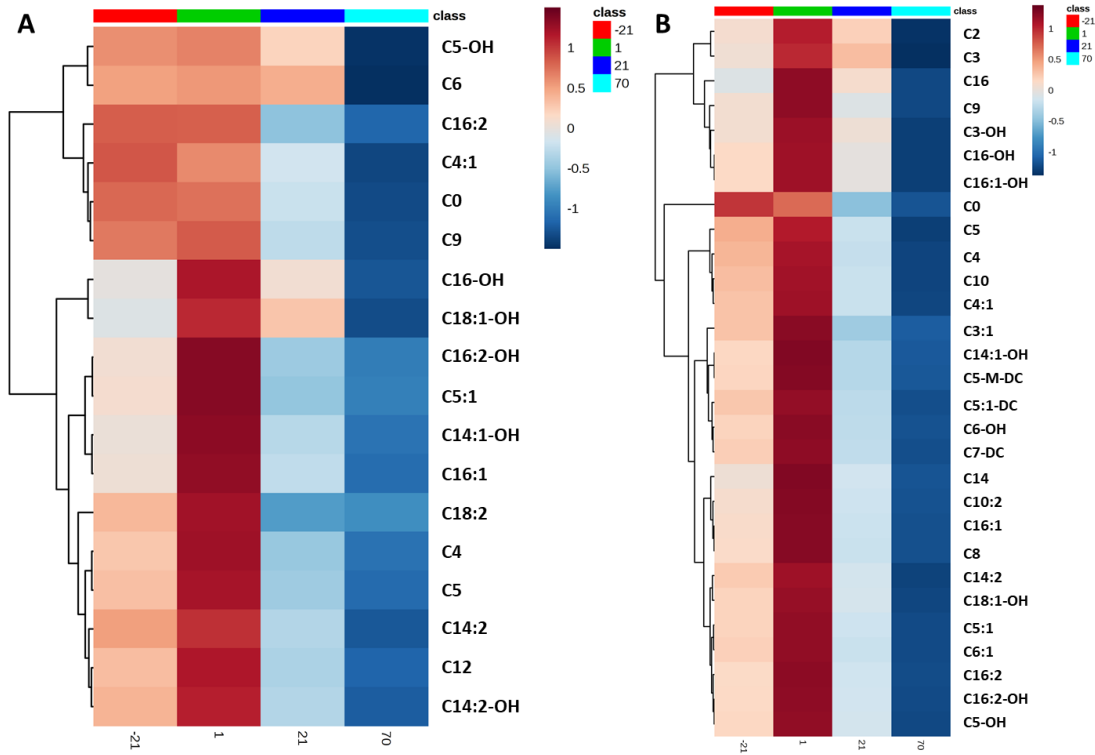 A
class
C5-OH
C6
C16:2
C4:1
C0
C9
C16-OH
C18:1-OH
C16:2-OH
C5:1
C14:1-OH
C16:1
C18:2
C4
C5
C14:2
C12
C14:2-OH
-21
1
21
70
1
0.5
0
-0.5
-1
class
-21
1
21
70
B
class
C2
C3
C16
C9
C3-OH
C16-OH
C16:1-OH
C0
C5
C4
C10
C4:1
C3:1
C14:1-OH
C5-M-DC
C5:1-DC
C6-OH
C7-DC
C14
C10:2
C16:1
C8
C14:2
C18:1-OH
C5:1
C6:1
C16:2
C16:2-OH
C5-OH
-21
1
21
70
1
0.5
0
-0.5
-1
class
-21
1
21
70